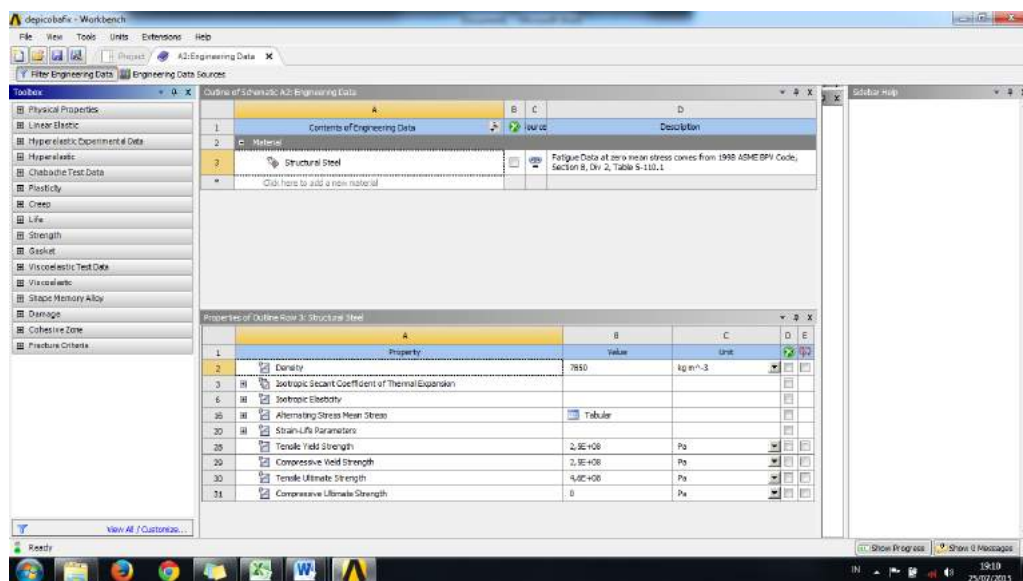 depicobafix - Workbench
File View Tools Units Extensions Help
Project
A2:Engineering Data
Filter Engineering Data Engineering Data Sources
Toolbox
Physical Properties
Linear Elastic
Hyperelastic Experimental Data
Hyperelastic
Chaboche Test Data
Plasticity
Creep
Life
Strength
Gasket
Viscoelastic Test Data
Viscoelastic
Shape Memory Alloy
Damage
Cohesive Zone
Fracture Criteria
View All / Customize...
Outline of Schematic A2: Engineering Data
A B C D
1 Contents of Engineering Data ource Description
2 Material
3 Structural Steel Fatigue Data at zero mean stress comes from 1998 ASME BPV Code,
Section 8, Div 2, Table 5-110.1
* Click here to add a new material
Properties of Outline Row 3: Structural Steel
A B C D E
1 Property Value Unit
2 Density 7850 kg m^-3
3 Isotropic Secant Coefficient of Thermal Expansion
6 Isotropic Elasticity
16 Alternating Stress Mean Stress Tabular
20 Strain-Life Parameters
28 Tensile Yield Strength 2,5E+08 Pa
29 Compressive Yield Strength 2,5E+08 Pa
30 Tensile Ultimate Strength 4,6E+08 Pa
31 Compressive Ultimate Strength 0 Pa
Sidebar Help
Ready
Show Progress Show 0 Messages
IN
19:10
25/07/2015